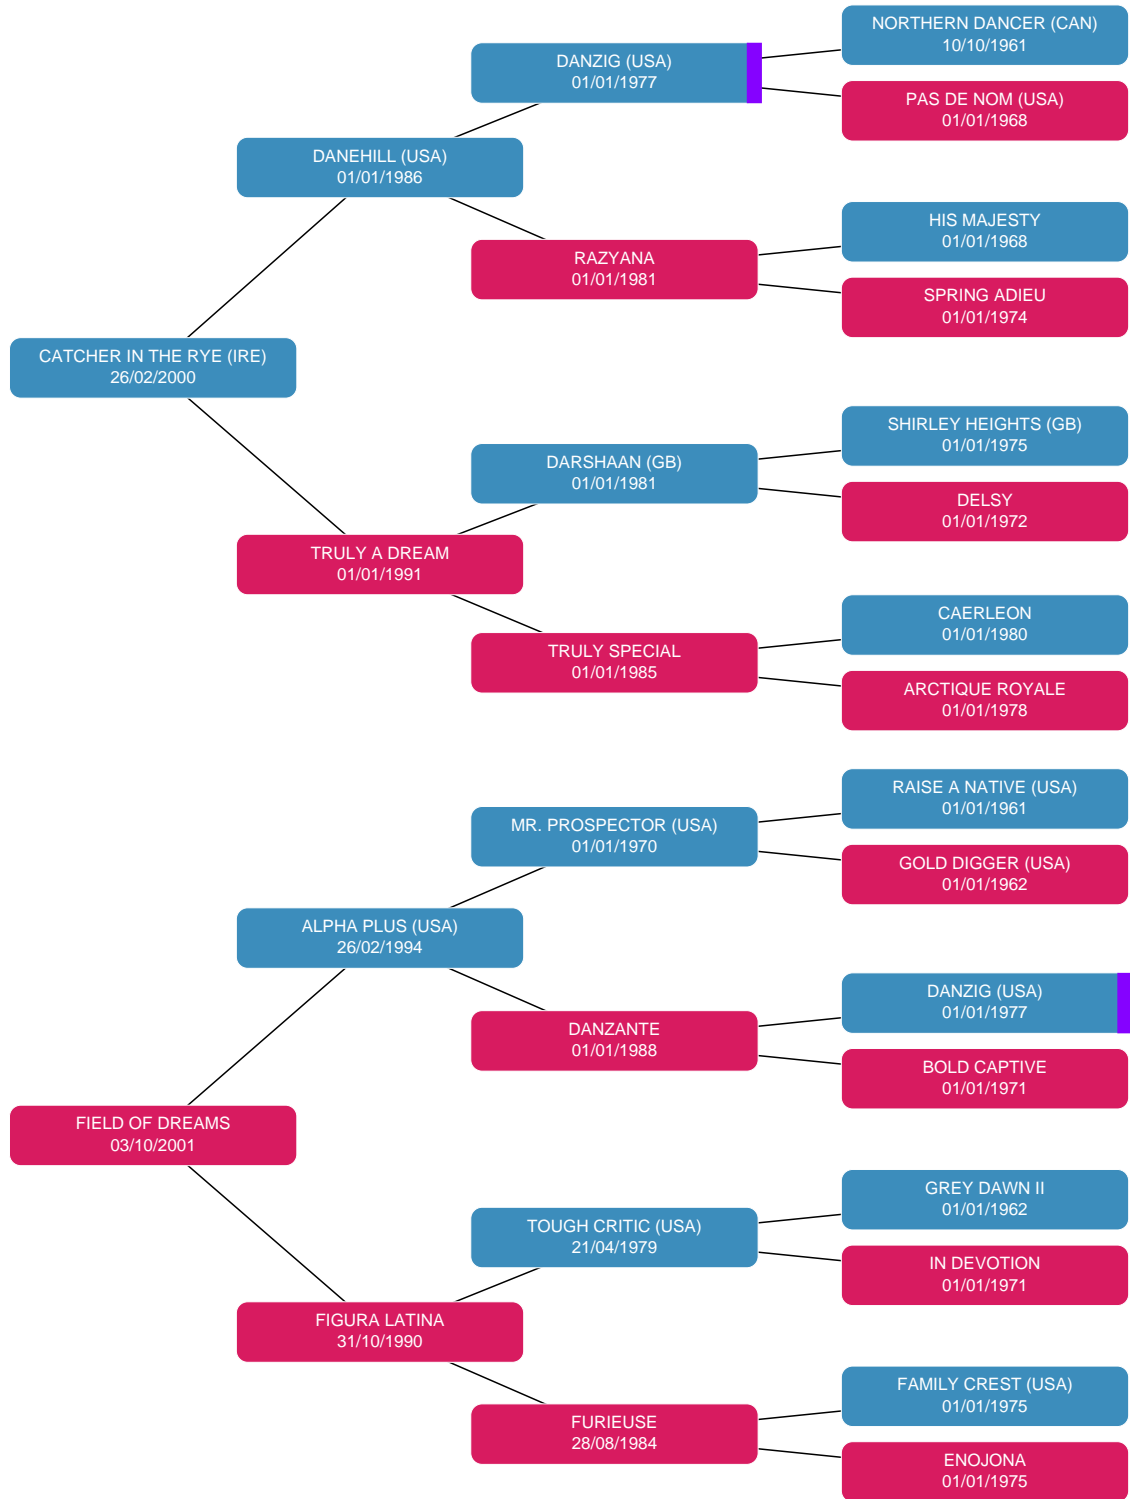 NORTHERN DANCER (CAN)
10/10/1961
DANZIG (USA)
01/01/1977
PAS DE NOM (USA)
01/01/1968
DANEHILL (USA)
01/01/1986
HIS MAJESTY
01/01/1968
RAZYANA
01/01/1981
SPRING ADIEU
01/01/1974
CATCHER IN THE RYE (IRE)
26/02/2000
SHIRLEY HEIGHTS (GB)
01/01/1975
DARSHAAN (GB)
01/01/1981
DELSY
01/01/1972
TRULY A DREAM
01/01/1991
CAERLEON
01/01/1980
TRULY SPECIAL
01/01/1985
ARCTIQUE ROYALE
01/01/1978
RAISE A NATIVE (USA)
01/01/1961
MR. PROSPECTOR (USA)
01/01/1970
GOLD DIGGER (USA)
01/01/1962
ALPHA PLUS (USA)
26/02/1994
DANZIG (USA)
01/01/1977
DANZANTE
01/01/1988
BOLD CAPTIVE
01/01/1971
FIELD OF DREAMS
03/10/2001
GREY DAWN II
01/01/1962
TOUGH CRITIC (USA)
21/04/1979
IN DEVOTION
01/01/1971
FIGURA LATINA
31/10/1990
FAMILY CREST (USA)
01/01/1975
FURIEUSE
28/08/1984
ENOJONA
01/01/1975